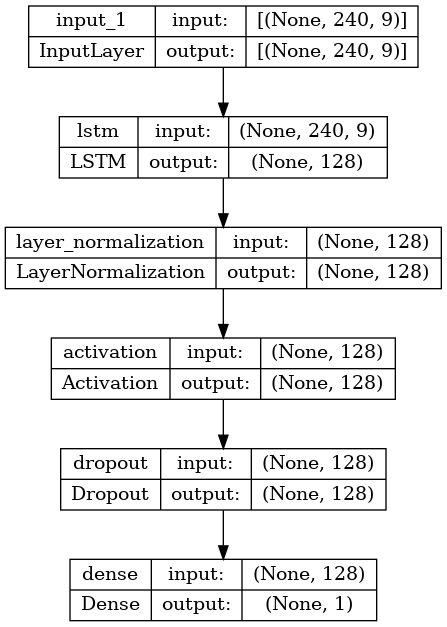 input_1 input: [(None, 240, 9)]
InputLayer output: [(None, 240, 9)]
lstm input: (None, 240, 9)
LSTM output: (None, 128)
layer_normalization input: (None, 128)
LayerNormalization output: (None, 128)
activation input: (None, 128)
Activation output: (None, 128)
dropout input: (None, 128)
Dropout output: (None, 128)
dense input: (None, 128)
Dense output: (None, 1)